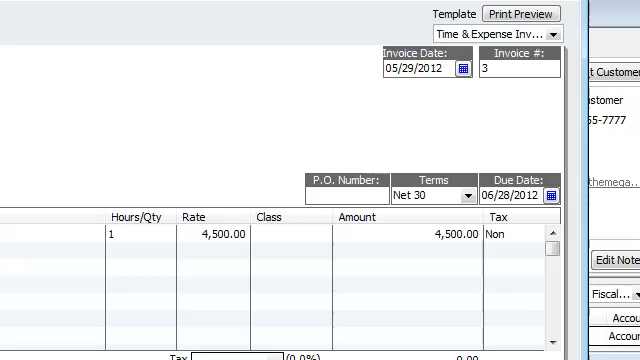 Template Print Preview
Time & Expense Inv...
Invoice Date: Invoice #:
05/29/2012 3
t Customer
stomer
55-7777
P.O. Number: Terms Due Date:
Net 30 06/28/2012
themega...
Hours/Qty Rate Class Amount Tax
1 4,500.00 4,500.00 Non
Edit Note
Fiscal...
Accou
Accoun
Tax (0.0%) 0.00